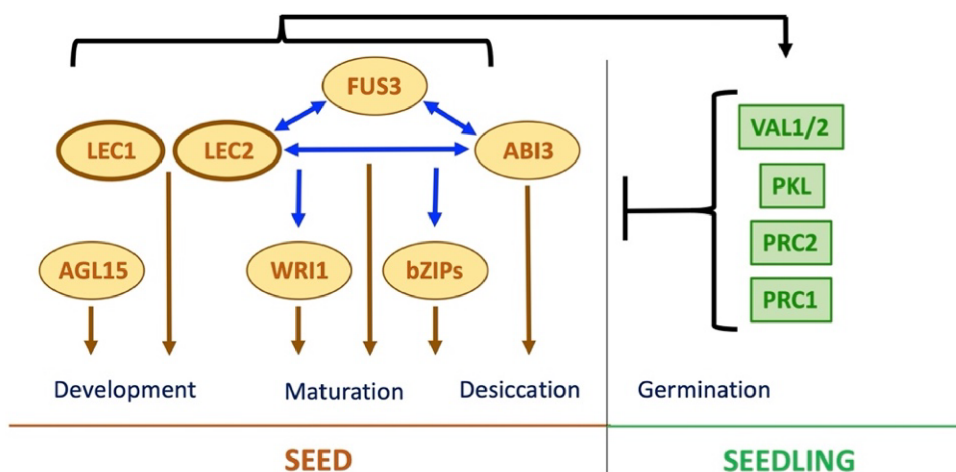 FUS3
LEC1
LEC2
ABI3
VAL1/2
PKL
PRC2
PRC1
AGL15
WRI1
bZIPs
Development
Maturation
Desiccation
Germination
SEED
SEEDLING